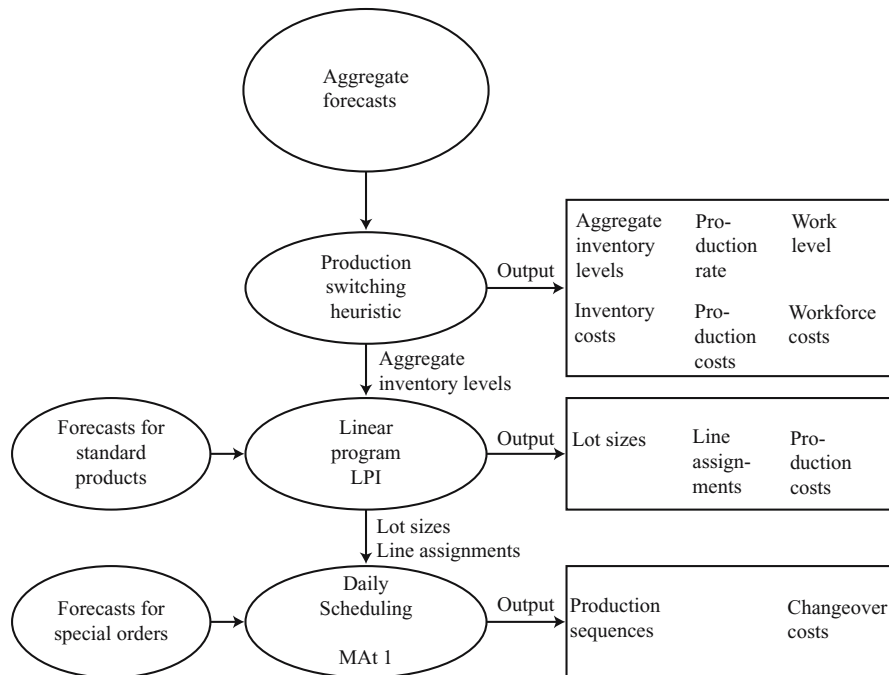 Aggregate
forecasts
Production
switching
heuristic
Output
Aggregate
inventory
levels
Pro-
duction
rate
Work
level
Inventory
costs
Pro-
duction
costs
Workforce
costs
Aggregate
inventory levels
Forecasts for
standard
products
Linear
program
LPI
Output
Lot sizes
Line
assign-
ments
Pro-
duction
costs
Lot sizes
Line assignments
Forecasts for
special orders
Daily
Scheduling
MAt 1
Output
Production
sequences
Changeover
costs